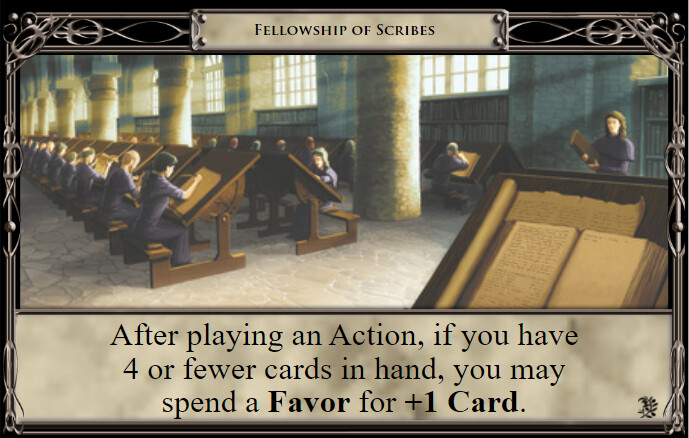 Fellowship of Scribes
After playing an Action, if you have
4 or fewer cards in hand, you may
spend a Favor for +1 Card.